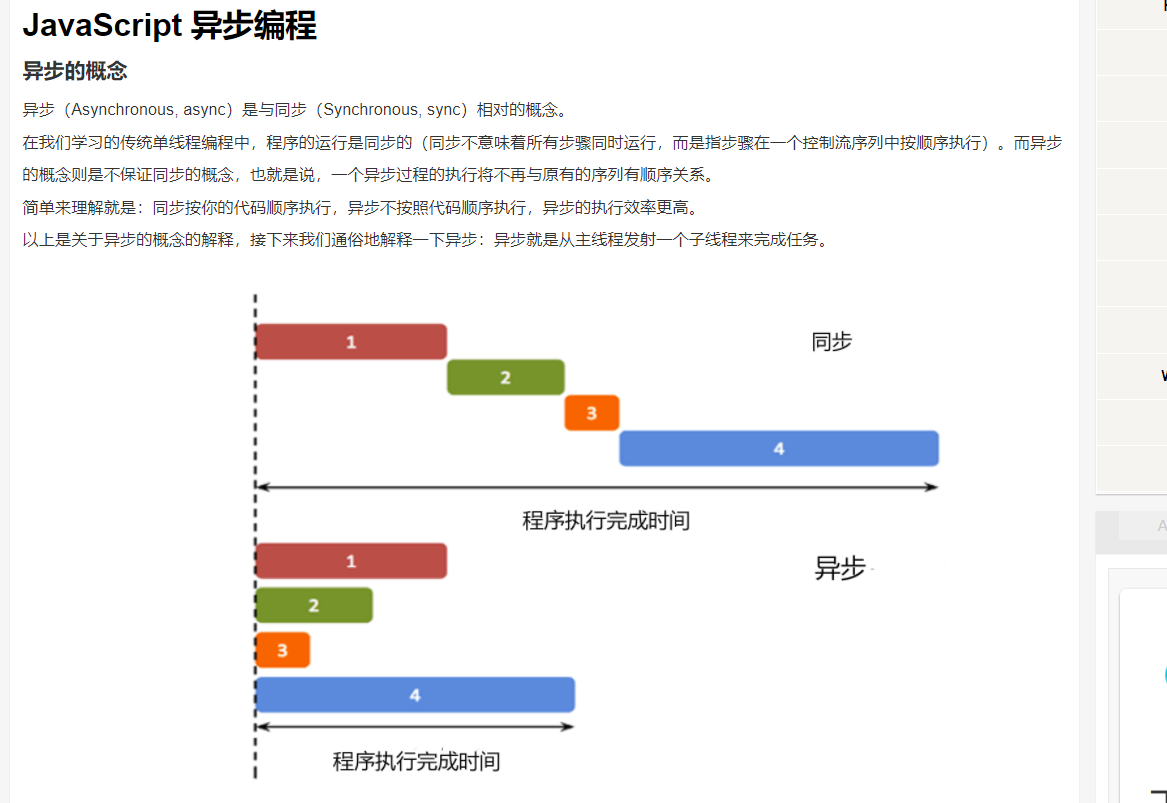 JavaScript 异步编程
异步的概念
异步（Asynchronous, async）是与同步（Synchronous, sync）相对的概念。
在我们学习的传统单线程编程中，程序的运行是同步的（同步不意味着所有步骤同时运行，而是指步骤在一个控制流序列中按顺序执行）。而异步
的概念则是不保证同步的概念，也就是说，一个异步过程的执行将不再与原有的序列有顺序关系。
简单来理解就是：同步按你的代码顺序执行，异步不按照代码顺序执行，异步的执行效率更高。
以上是关于异步的概念的解释，接下来我们通俗地解释一下异步：异步就是从主线程发射一个子线程来完成任务。
1
同步
2
3
4
程序执行完成时间
1
异步
2
3
4
程序执行完成时间